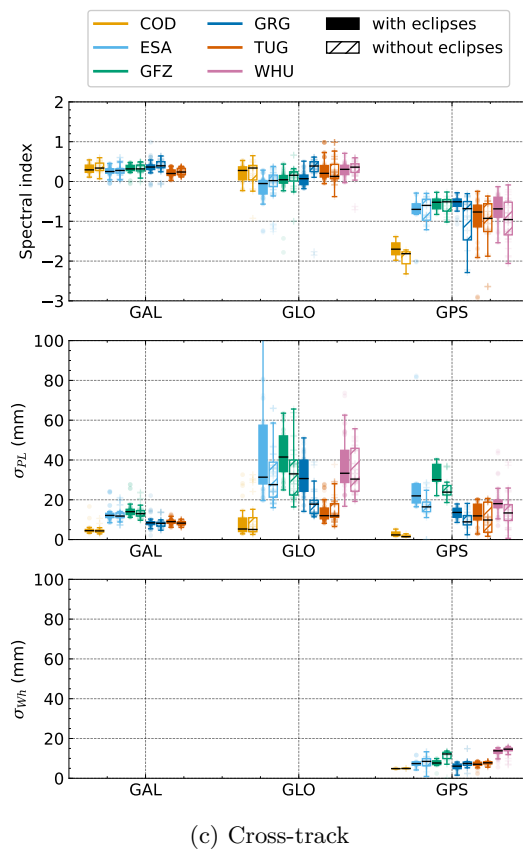 COD GRG with eclipses
ESA TUG without eclipses
GFZ WHU
Spectral index
2
1
0
−1
−2
−3
GAL GLO GPS
σPL (mm)
100
80
60
40
20
0
GAL GLO GPS
σWh (mm)
100
80
60
40
20
0
GAL GLO GPS
(c) Cross-track